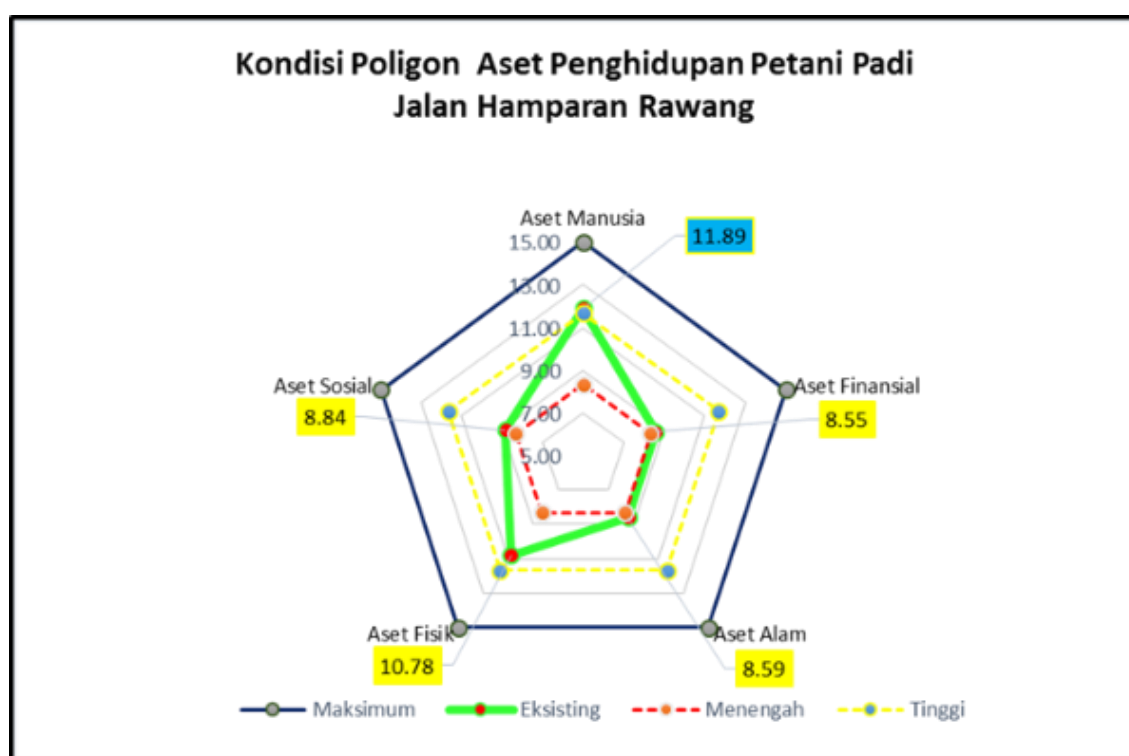 Kondisi Poligon Aset Penghidupan Petani Padi
Jalan Hamparan Rawang
Aset Manusia
15.00
11.89
13.00
11.00
9.00
Aset Sosial
Aset Finansial
8.84
7.00
8.55
5.00
Aset Fisik
Aset Alam
10.78
8.59
Maksimum
Eksisting
Menengah
Tinggi